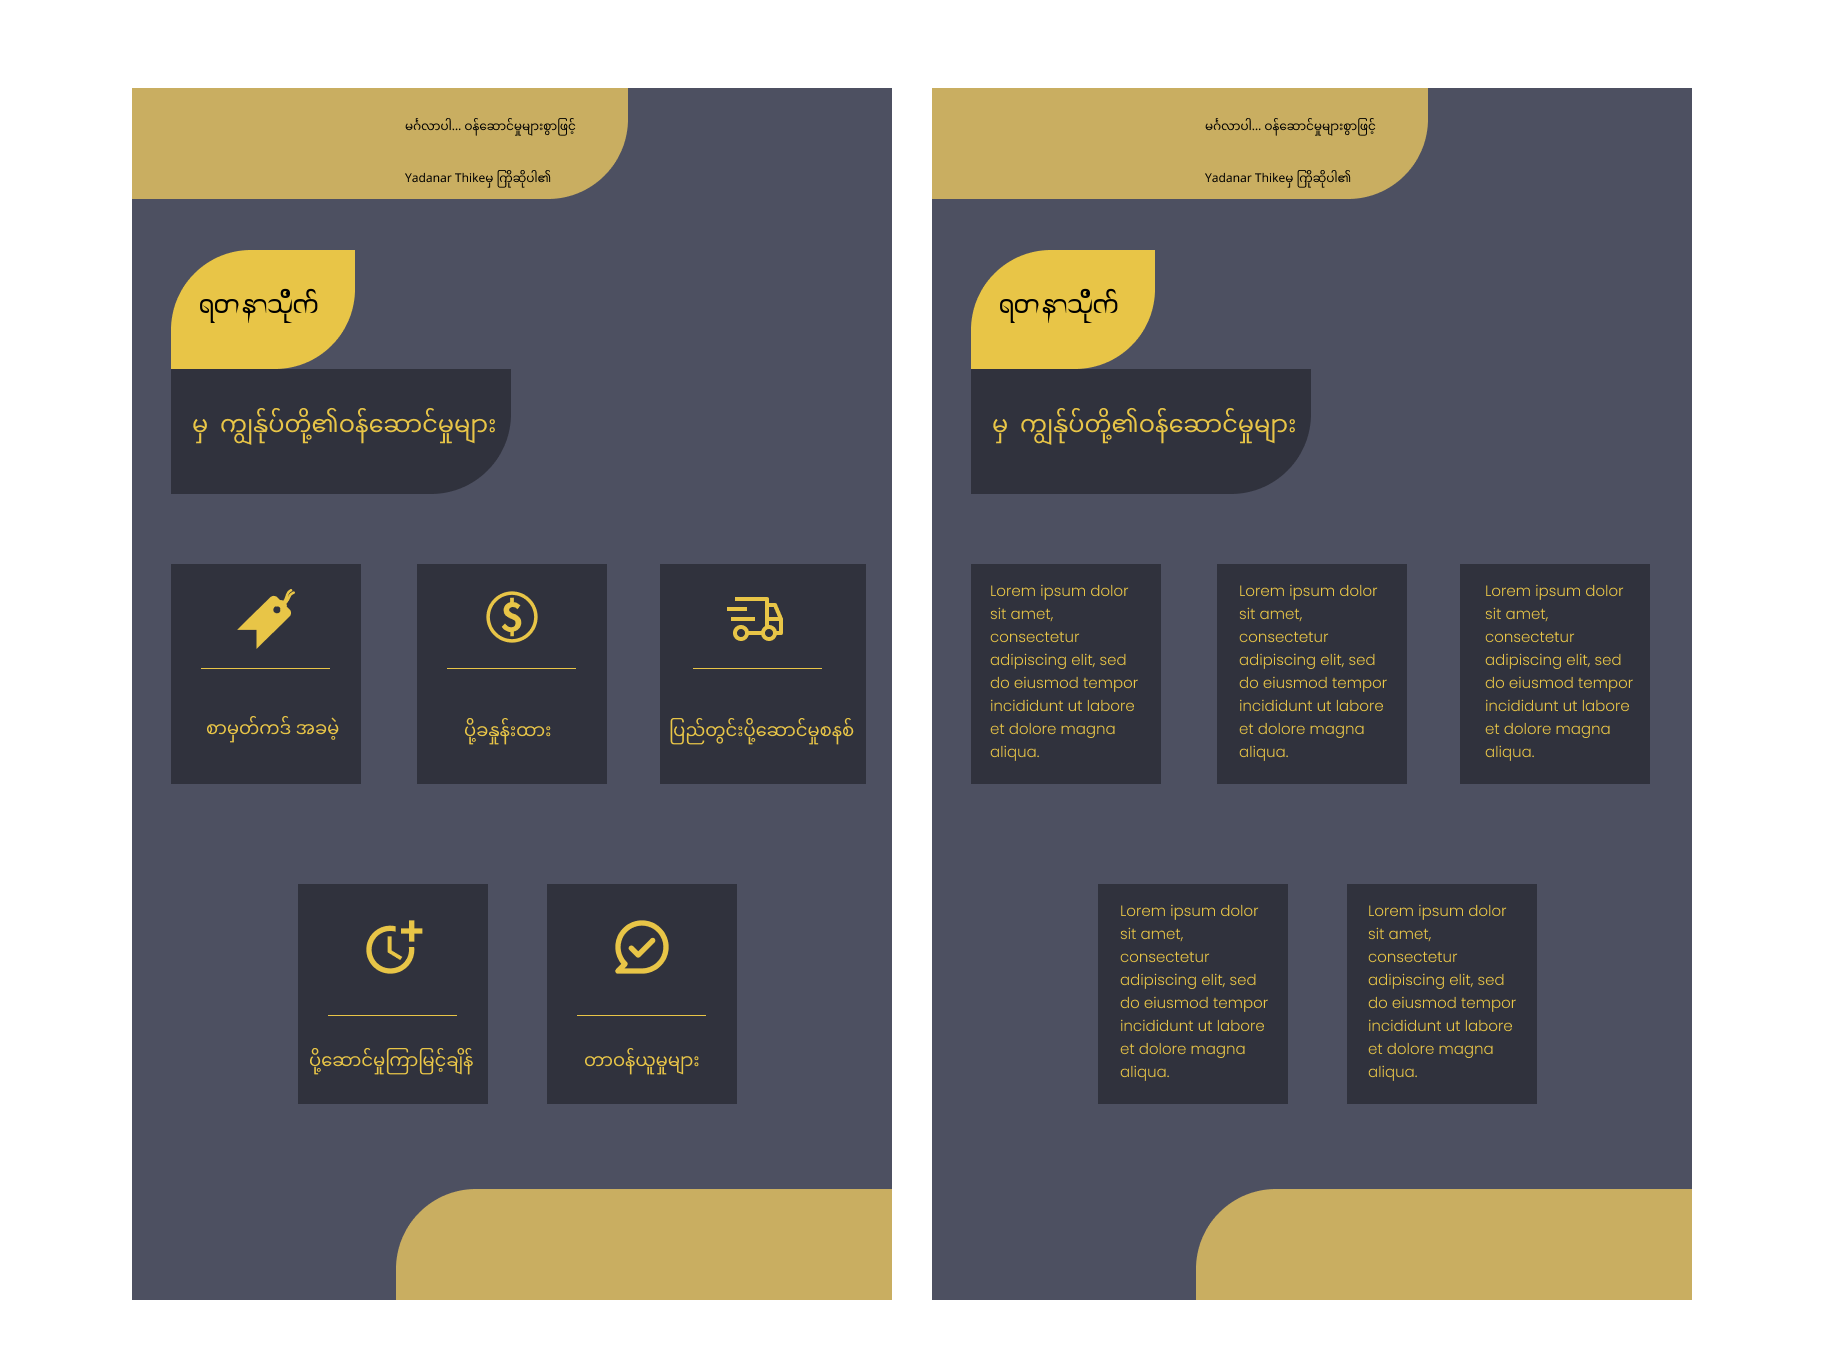 မင်္ဂလာပါ... ဝန်ဆောင်မှုများစွာဖြင့်
Yadanar Thikeမှ ကြိုဆိုပါ၏
ရတနာသိုက်
မှ ကျွန်ုပ်တို့၏ဝန်ဆောင်မှုများ
စာမှတ်ကဒ် အခမဲ့
ပို့ခနှုန်းထား
ပြည်တွင်းပို့ဆောင်မှုစနစ်
ပို့ဆောင်မှုကြာမြင့်ချိန်
တာဝန်ယူမှုများ
မင်္ဂလာပါ... ဝန်ဆောင်မှုများစွာဖြင့်
Yadanar Thikeမှ ကြိုဆိုပါ၏
ရတနာသိုက်
မှ ကျွန်ုပ်တို့၏ဝန်ဆောင်မှုများ
Lorem ipsum dolor
sit amet,
consectetur
adipiscing elit, sed
do eiusmod tempor
incididunt ut labore
et dolore magna
aliqua.
Lorem ipsum dolor
sit amet,
consectetur
adipiscing elit, sed
do eiusmod tempor
incididunt ut labore
et dolore magna
aliqua.
Lorem ipsum dolor
sit amet,
consectetur
adipiscing elit, sed
do eiusmod tempor
incididunt ut labore
et dolore magna
aliqua.
Lorem ipsum dolor
sit amet,
consectetur
adipiscing elit, sed
do eiusmod tempor
incididunt ut labore
et dolore magna
aliqua.
Lorem ipsum dolor
sit amet,
consectetur
adipiscing elit, sed
do eiusmod tempor
incididunt ut labore
et dolore magna
aliqua.